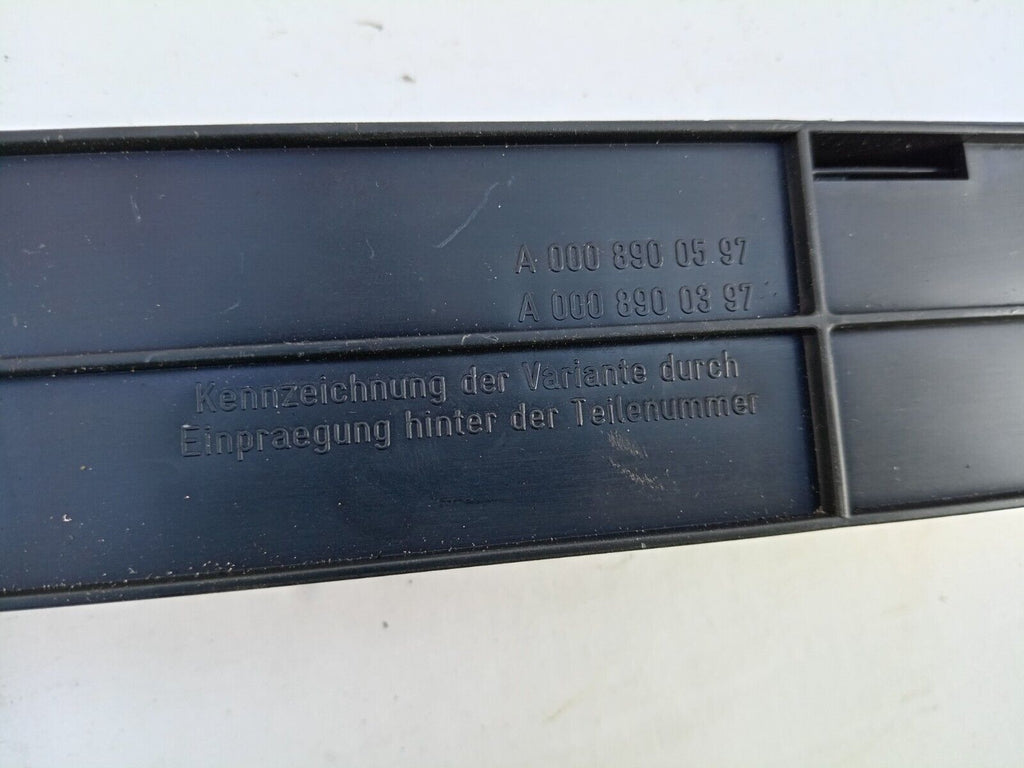 A 000 890 05 97
A 000 890 03 97
Kennzeichnung der Variante durch
Einpraegung hinter der Teilenummer